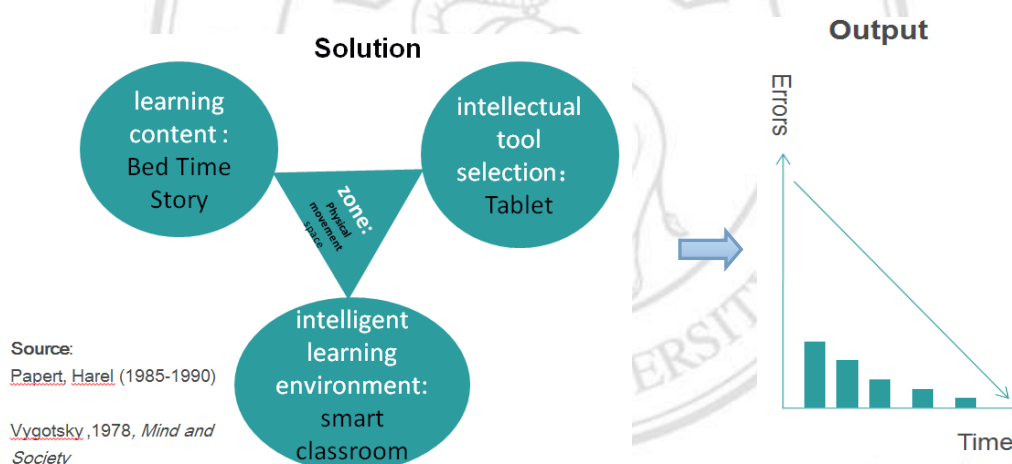 Solution
learning
content :
Bed Time
Story
intellectual
tool
selection：
Tablet
zone:
Physical
movement
space
intelligent
learning
environment:
smart
classroom
Source:
Papert, Harel (1985-1990)
Vygotsky ,1978, Mind and
Society
Output
Errors
Time
ERSIT